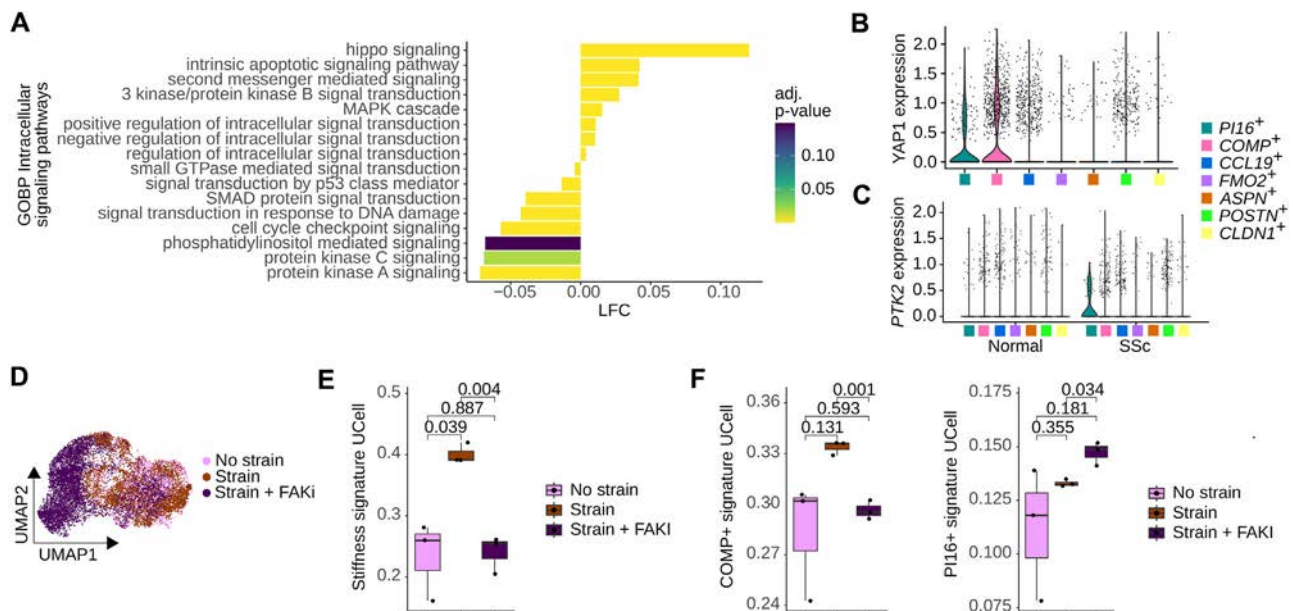 A
GOBP Intracellular
signaling pathways
hippo signaling
intrinsic apoptotic signaling pathway
second messenger mediated signaling
3 kinase/protein kinase B signal transduction
MAPK cascade
positive regulation of intracellular signal transduction
negative regulation of intracellular signal transduction
regulation of intracellular signal transduction
small GTPase mediated signal transduction
signal transduction by p53 class mediator
SMAD protein signal transduction
signal transduction in response to DNA damage
cell cycle checkpoint signaling
phosphatidylinositol mediated signaling
protein kinase C signaling
protein kinase A signaling
−0.05 0.00 0.05 0.10
LFC
adj.
p-value
0.10
0.05
B
YAP1 expression
2.0
1.5
1.0
0.5
0.0
C
PTK2 expression
2.0
1.5
1.0
0.5
0.0
Normal SSc
PI16+
COMP+
CCL19+
FMO2+
ASPN+
POSTN+
CLDN1+
D
UMAP2
UMAP1
No strain
Strain
Strain + FAKi
E
Stiffness signature UCell
0.5
0.4
0.3
0.2
0.004
0.887
0.039
No strain
Strain
Strain + FAKI
F
COMP+ signature UCell
0.36
0.33
0.30
0.27
0.24
0.001
0.593
0.131
PI16+ signature UCell
0.175
0.150
0.125
0.100
0.075
0.034
0.181
0.355
No strain
Strain
Strain + FAKI